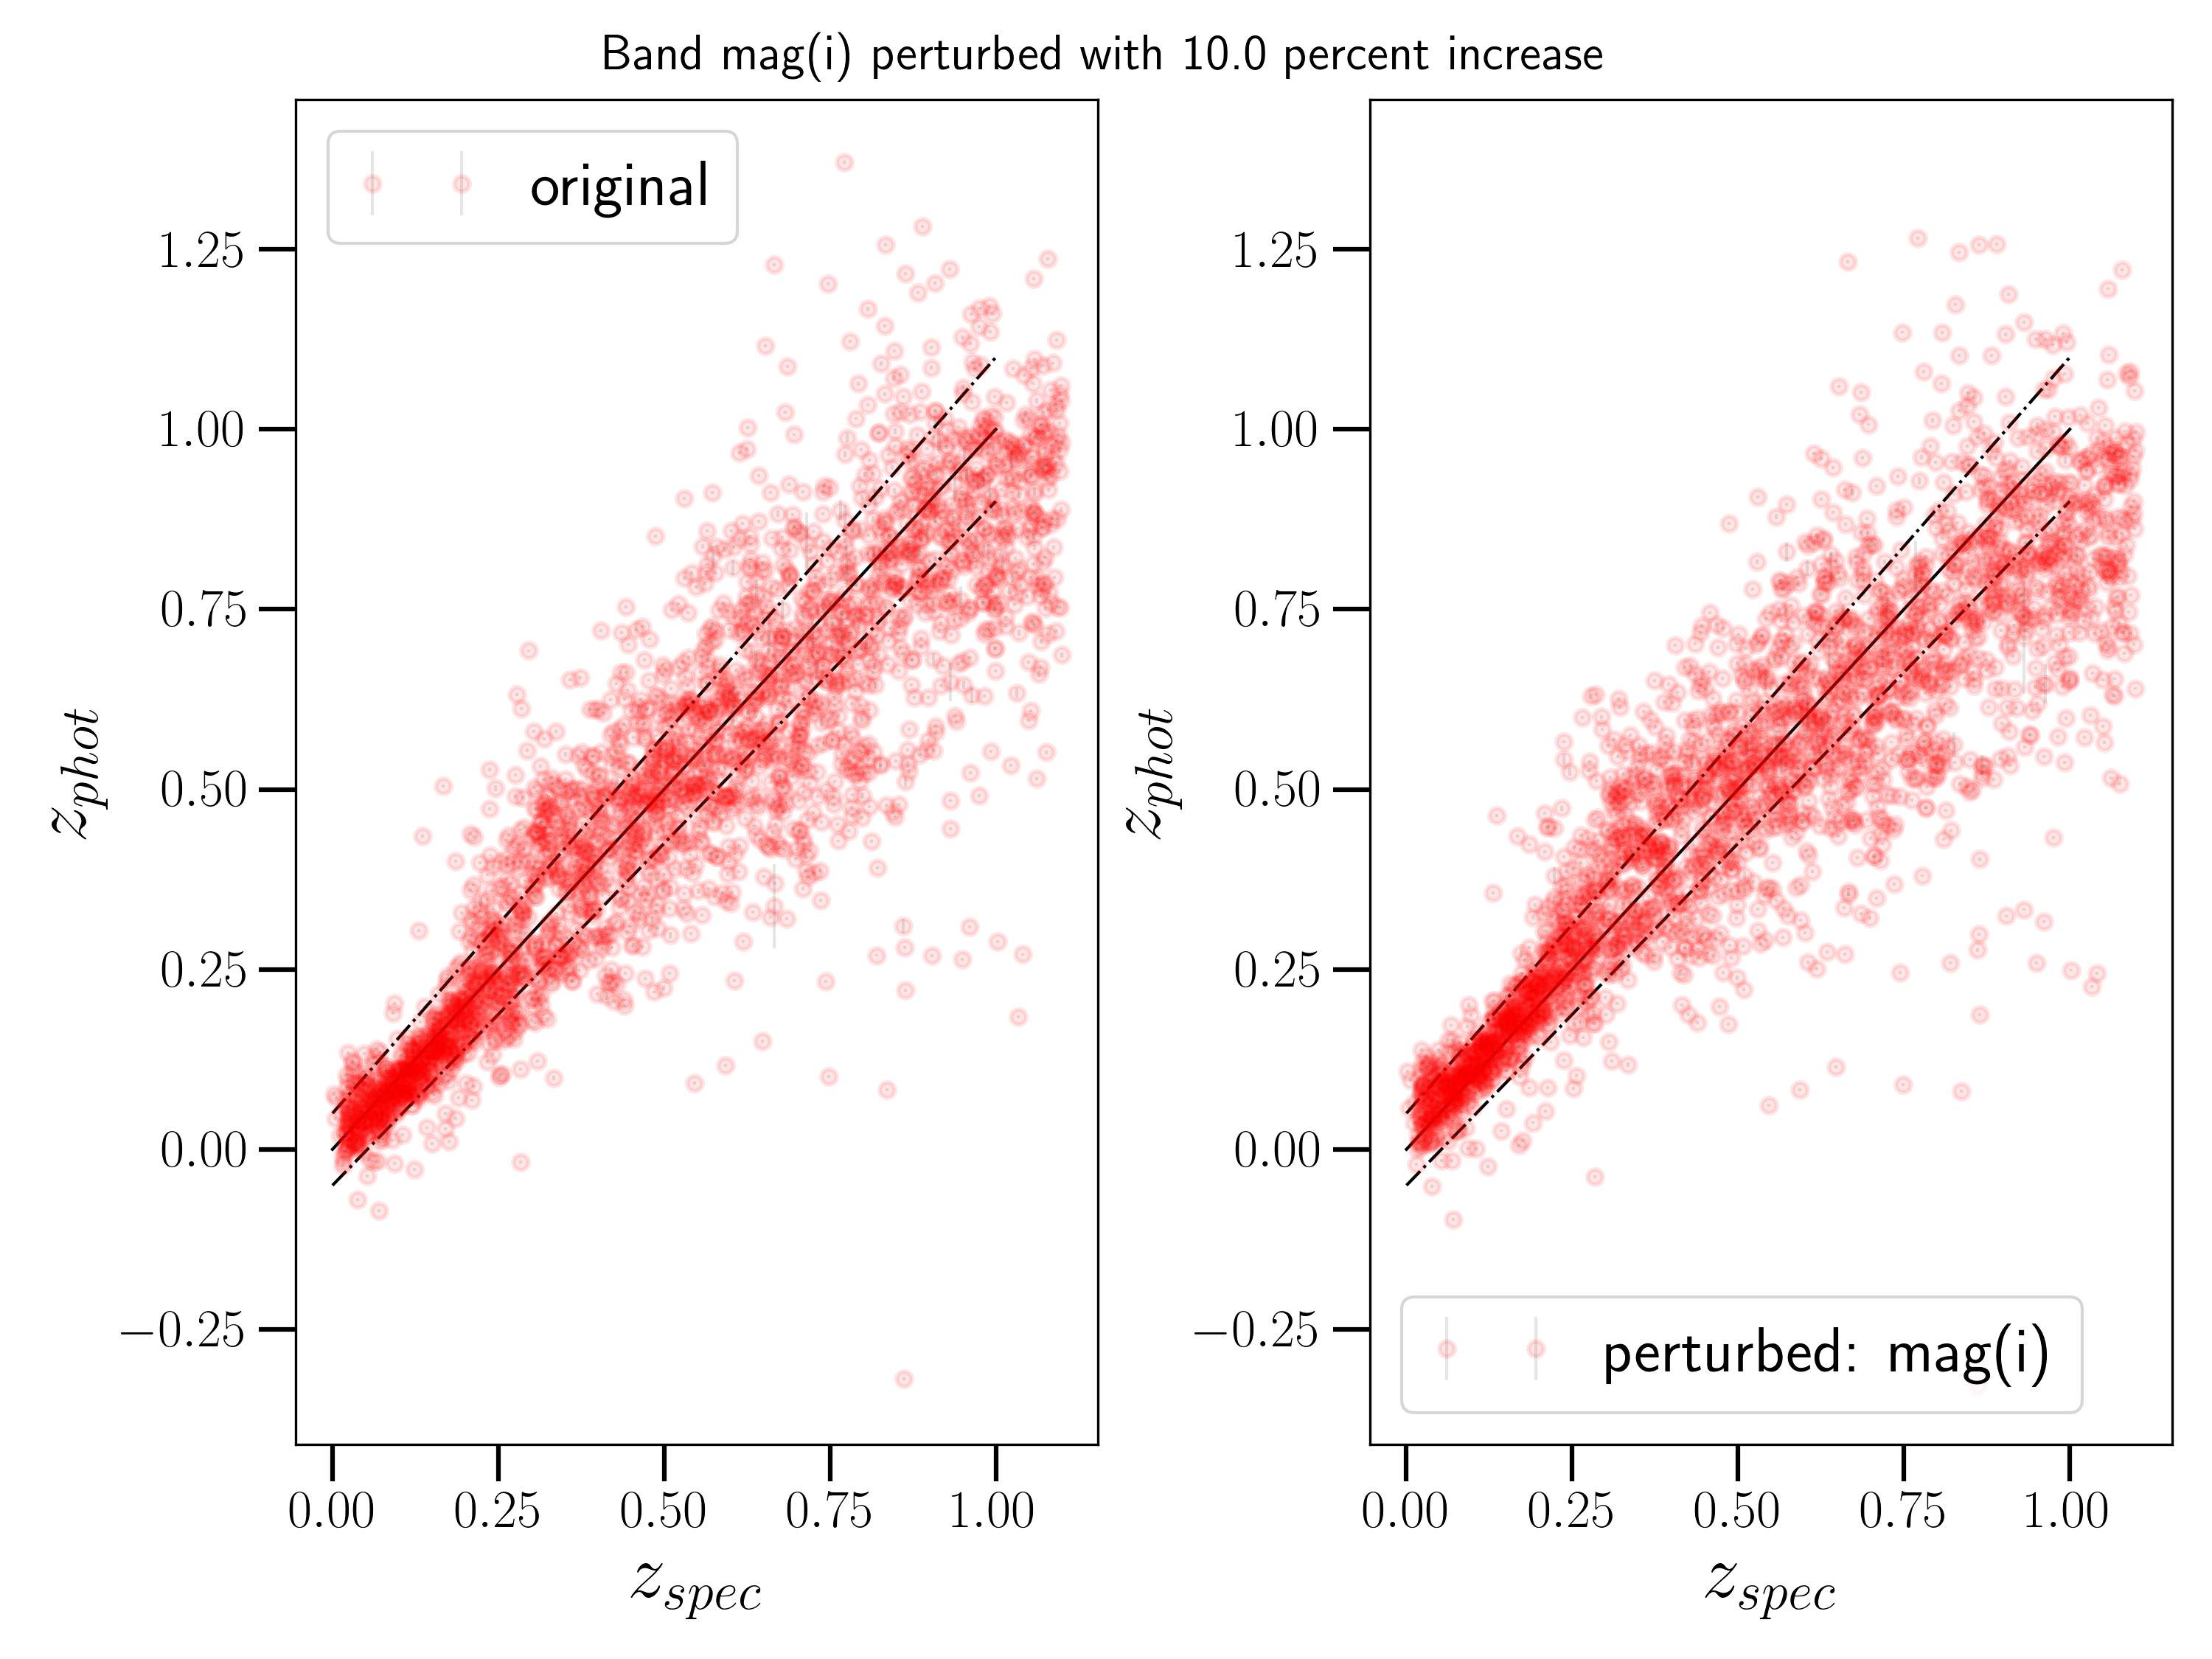 Band mag(i) perturbed with 10.0 percent increase
original
1.25
1.00
0.75
0.50
0.25
0.00
−0.25
z_phot
0.00 0.25 0.50 0.75 1.00
z_spec
1.25
1.00
0.75
0.50
0.25
0.00
−0.25
z_phot
perturbed: mag(i)
0.00 0.25 0.50 0.75 1.00
z_spec